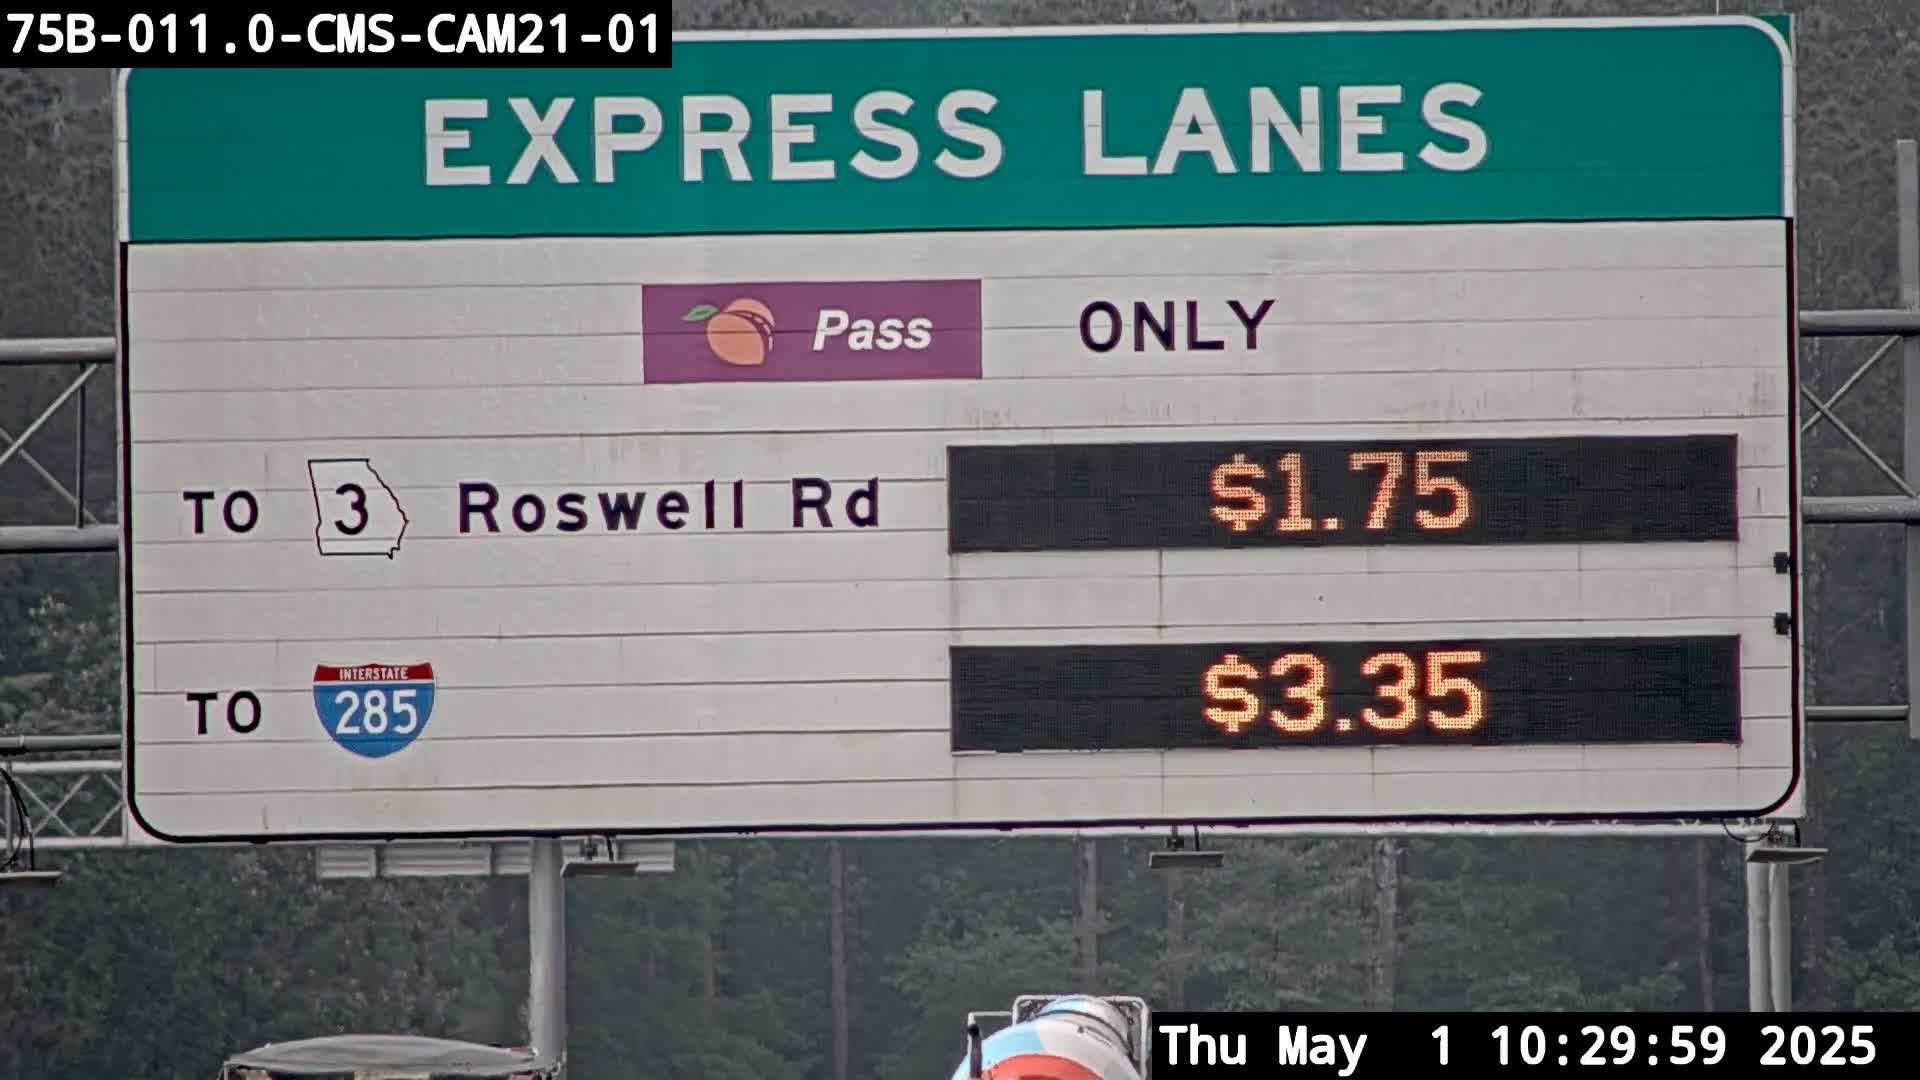 75B-011.0-CMS-CAM21-01
EXPRESS LANES
Pass ONLY
TO 3 Roswell Rd $1.75
TO INTERSTATE 285 $3.35
Thu May 1 10:29:59 2025